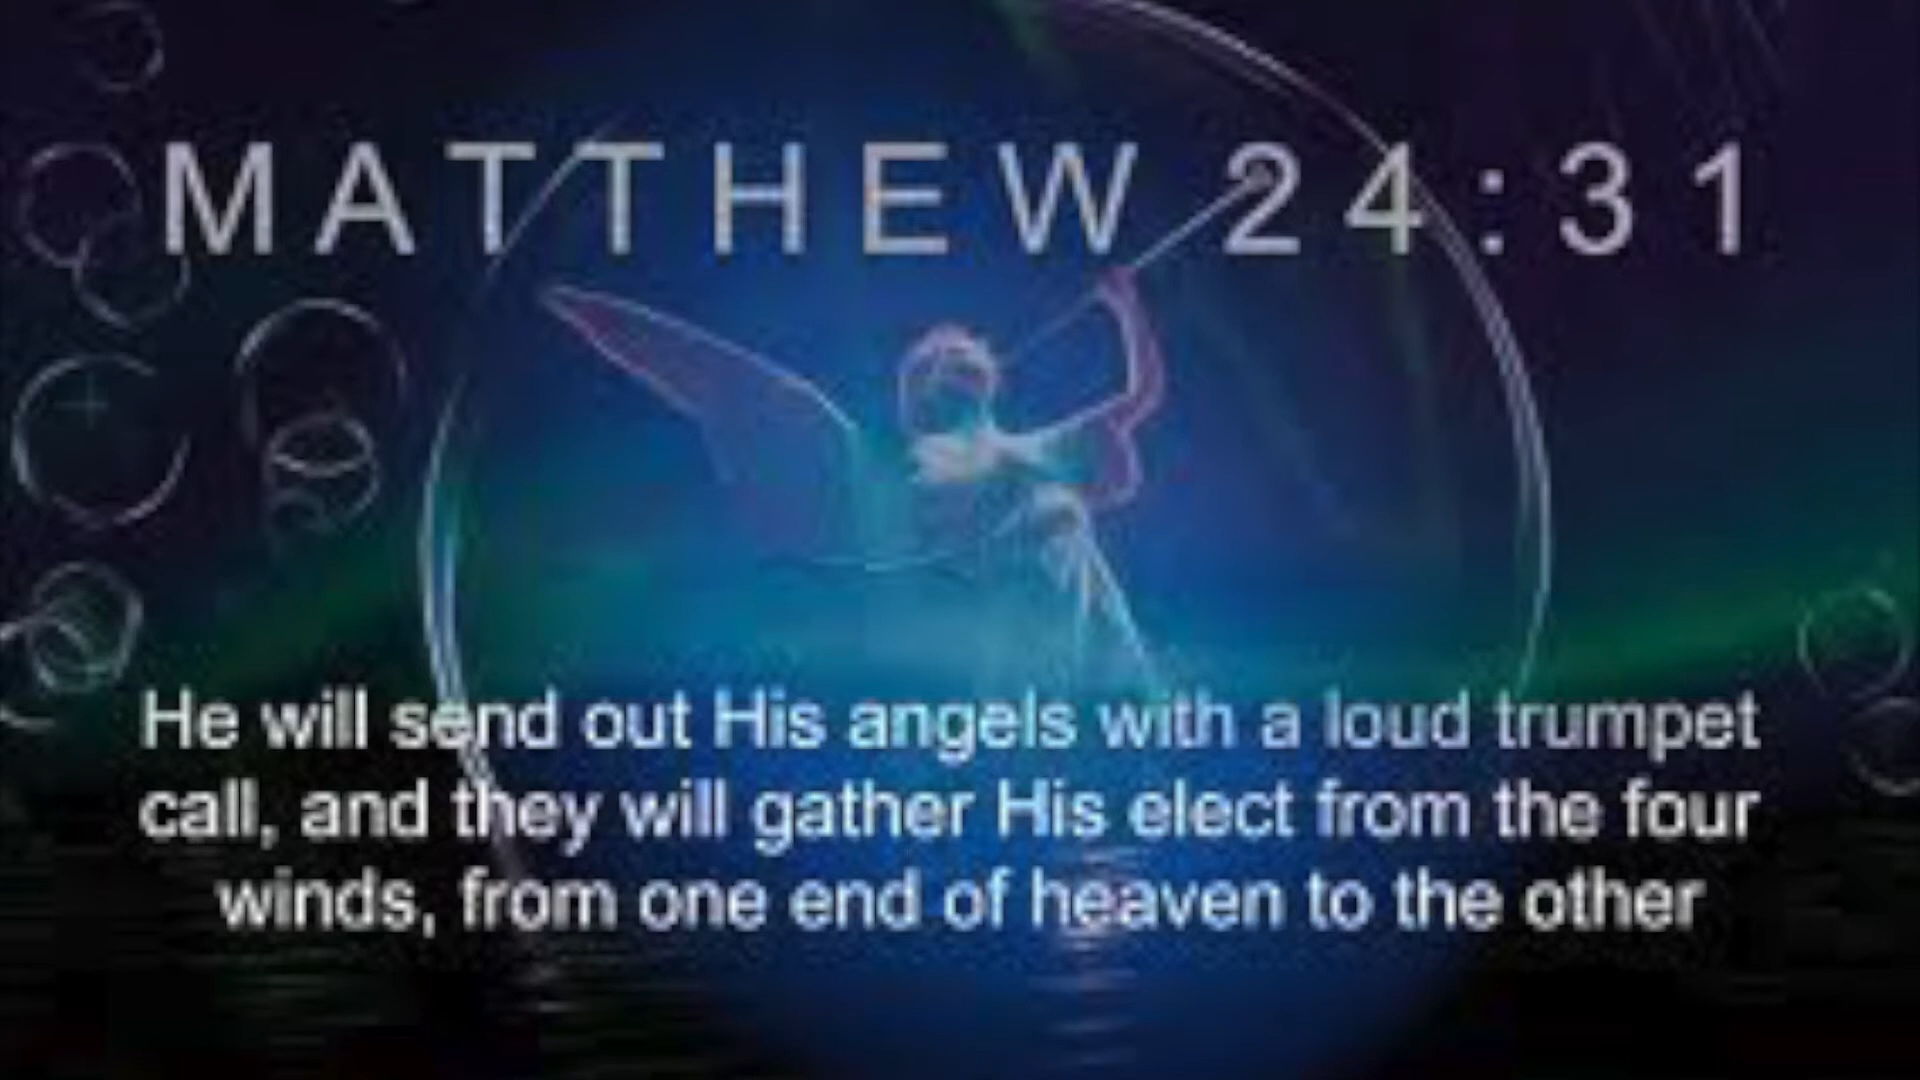 MATTHEW 24:31
He will send out His angels with a loud trumpet
call, and they will gather His elect from the four
winds, from one end of heaven to the other